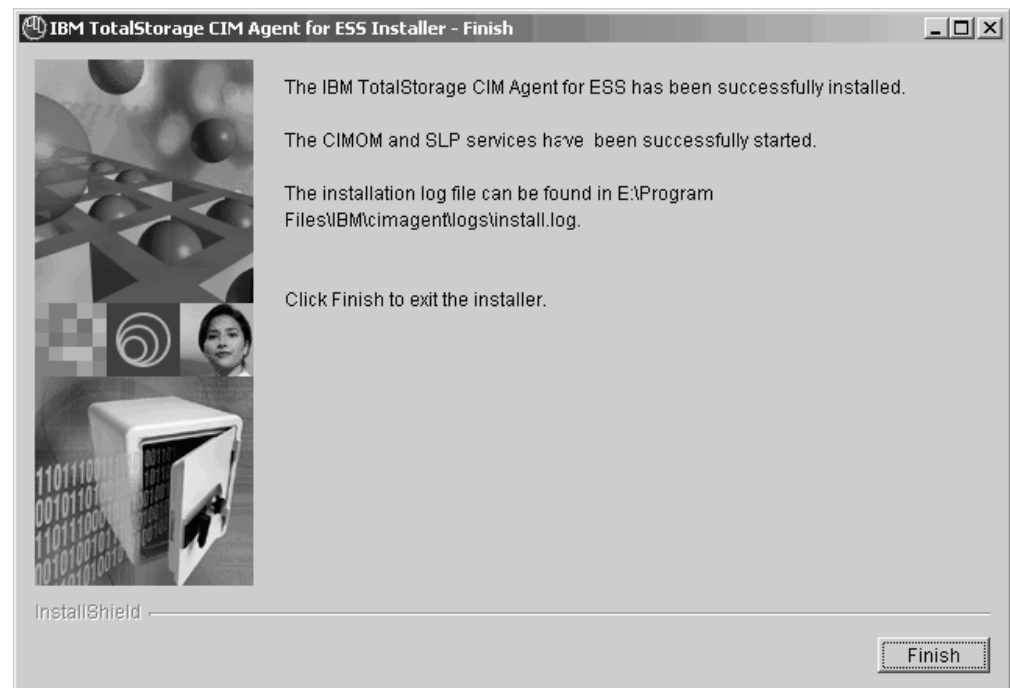 IBM TotalStorage CIM Agent for ESS Installer - Finish
The IBM TotalStorage CIM Agent for ESS has been successfully installed.
The CIMOM and SLP services have been successfully started.
The installation log file can be found in E:\Program
Files\IBM\cimagent\logs\install.log.
Click Finish to exit the installer.
InstallShield
Finish